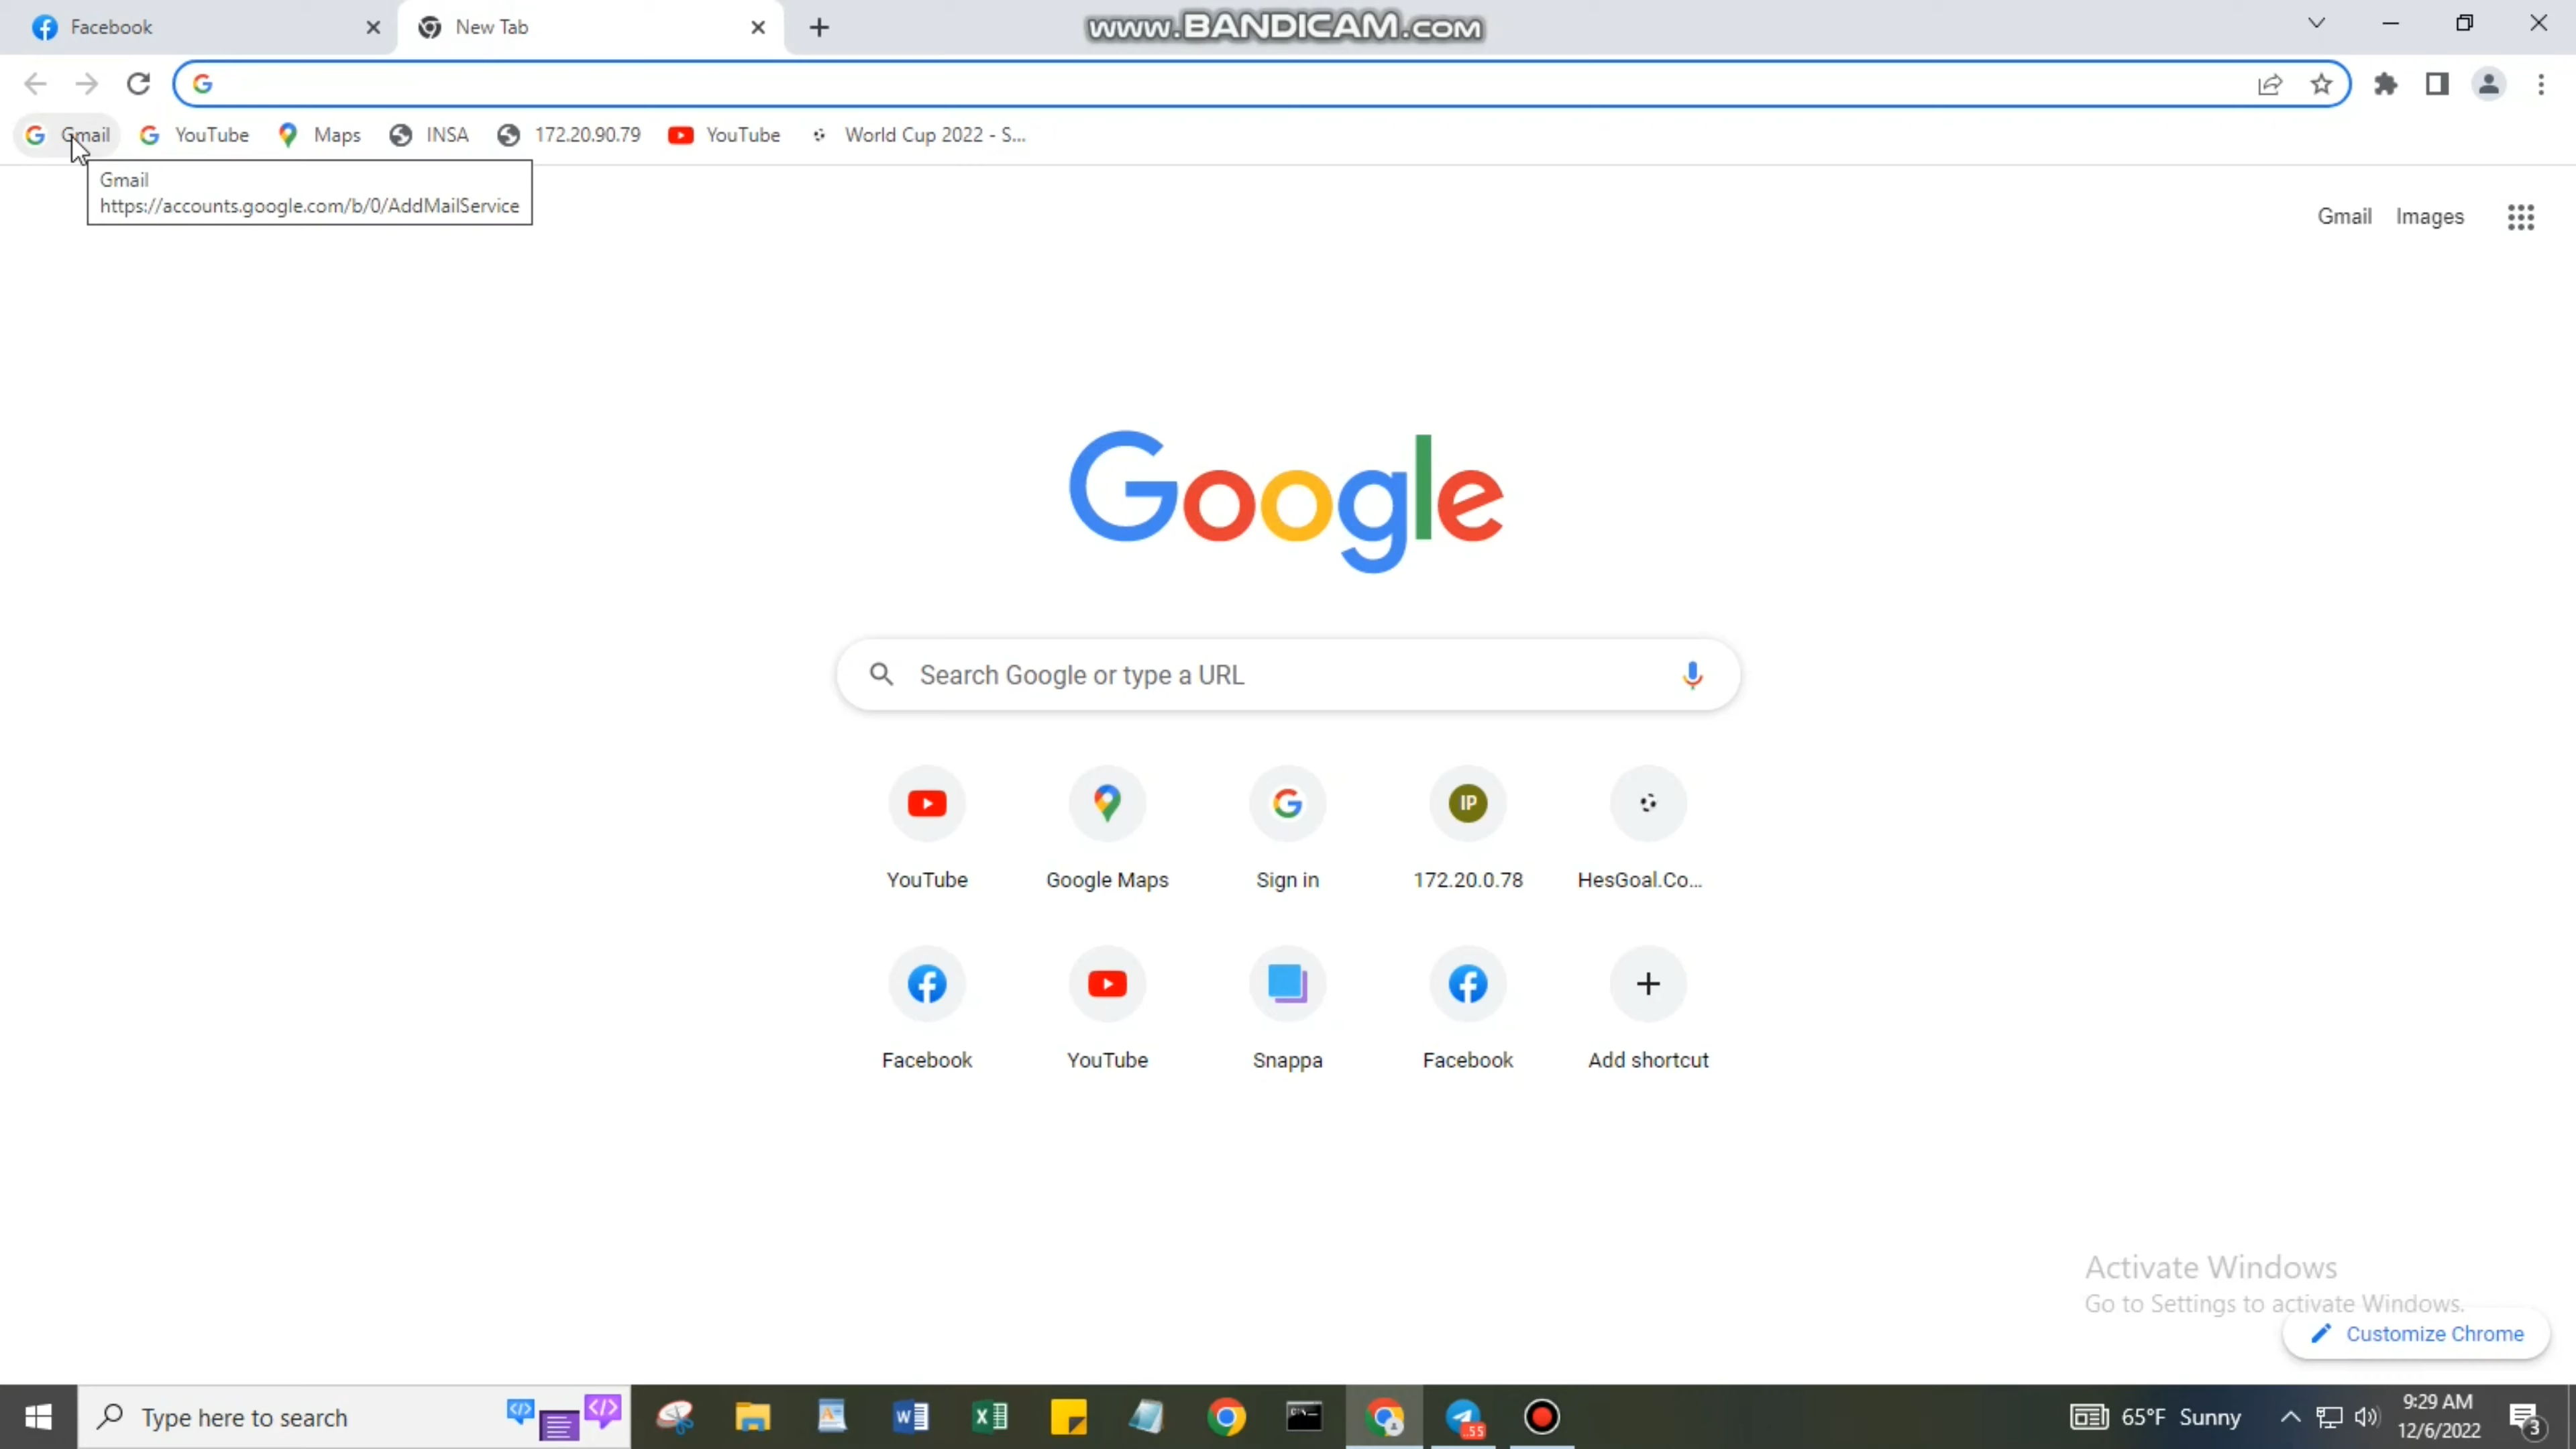 Facebook
New Tab
www.BANDICAM.com
Gmail
YouTube
Maps
INSA
172.20.90.79
YouTube
World Cup 2022 - S...
Gmail
https://accounts.google.com/b/0/AddMailService
Gmail
Images
Google
Search Google or type a URL
YouTube
Google Maps
Sign in
IP
172.20.0.78
HesGoal.Co...
Facebook
YouTube
Snappa
Facebook
Add shortcut
Activate Windows
Go to Settings to activate Windows.
Customize Chrome
Type here to search
55
65°F Sunny
9:29 AM
12/6/2022
3